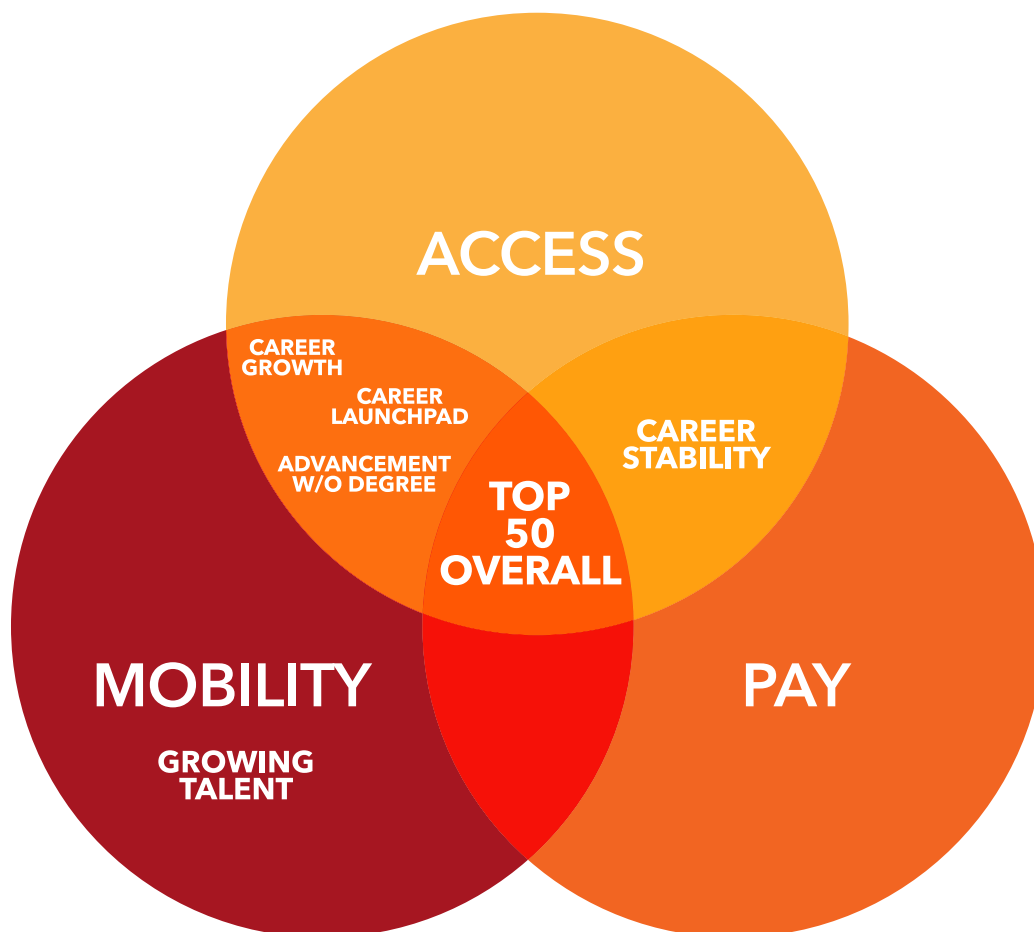 ACCESS
CAREER
GROWTH
CAREER
LAUNCHPAD
ADVANCEMENT
W/O DEGREE
CAREER
STABILITY
TOP
50
OVERALL
MOBILITY
GROWING
TALENT
PAY